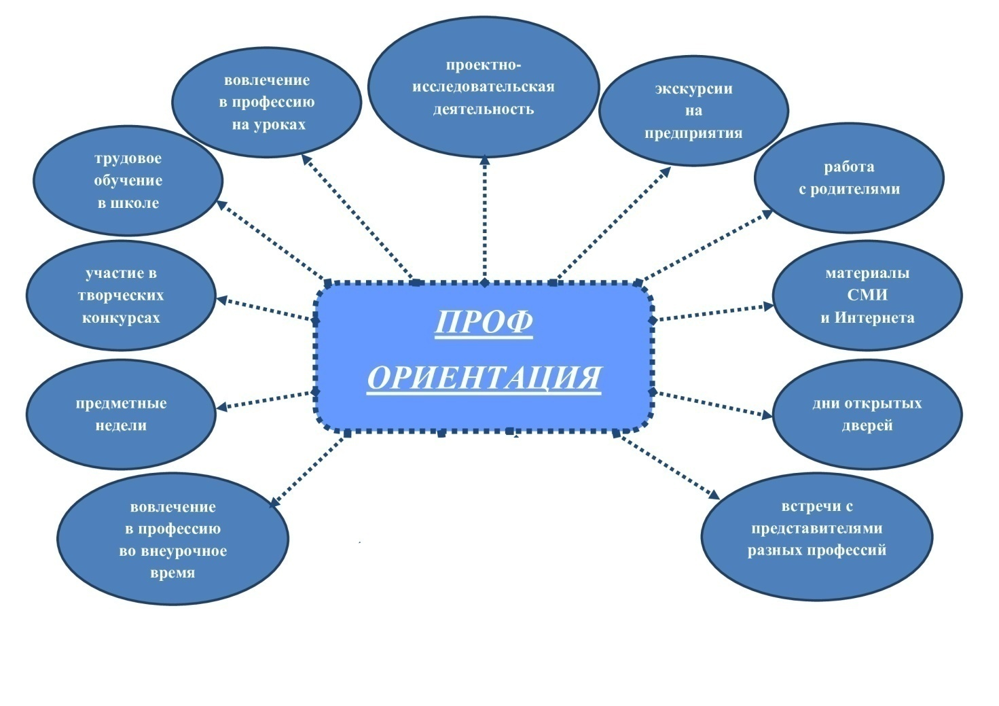 проектно-
исследовательская
деятельность
вовлечение
в профессию
на уроках
экскурсии
на
предприятия
трудовое
обучение
в школе
работа
с родителями
участие в
творческих
конкурсах
материалы
СМИ
и Интернета
ПРОФ
ОРИЕНТАЦИЯ
предметные
недели
дни открытых
дверей
вовлечение
в профессию
во внеурочное
время
встречи с
представителями
разных профессий